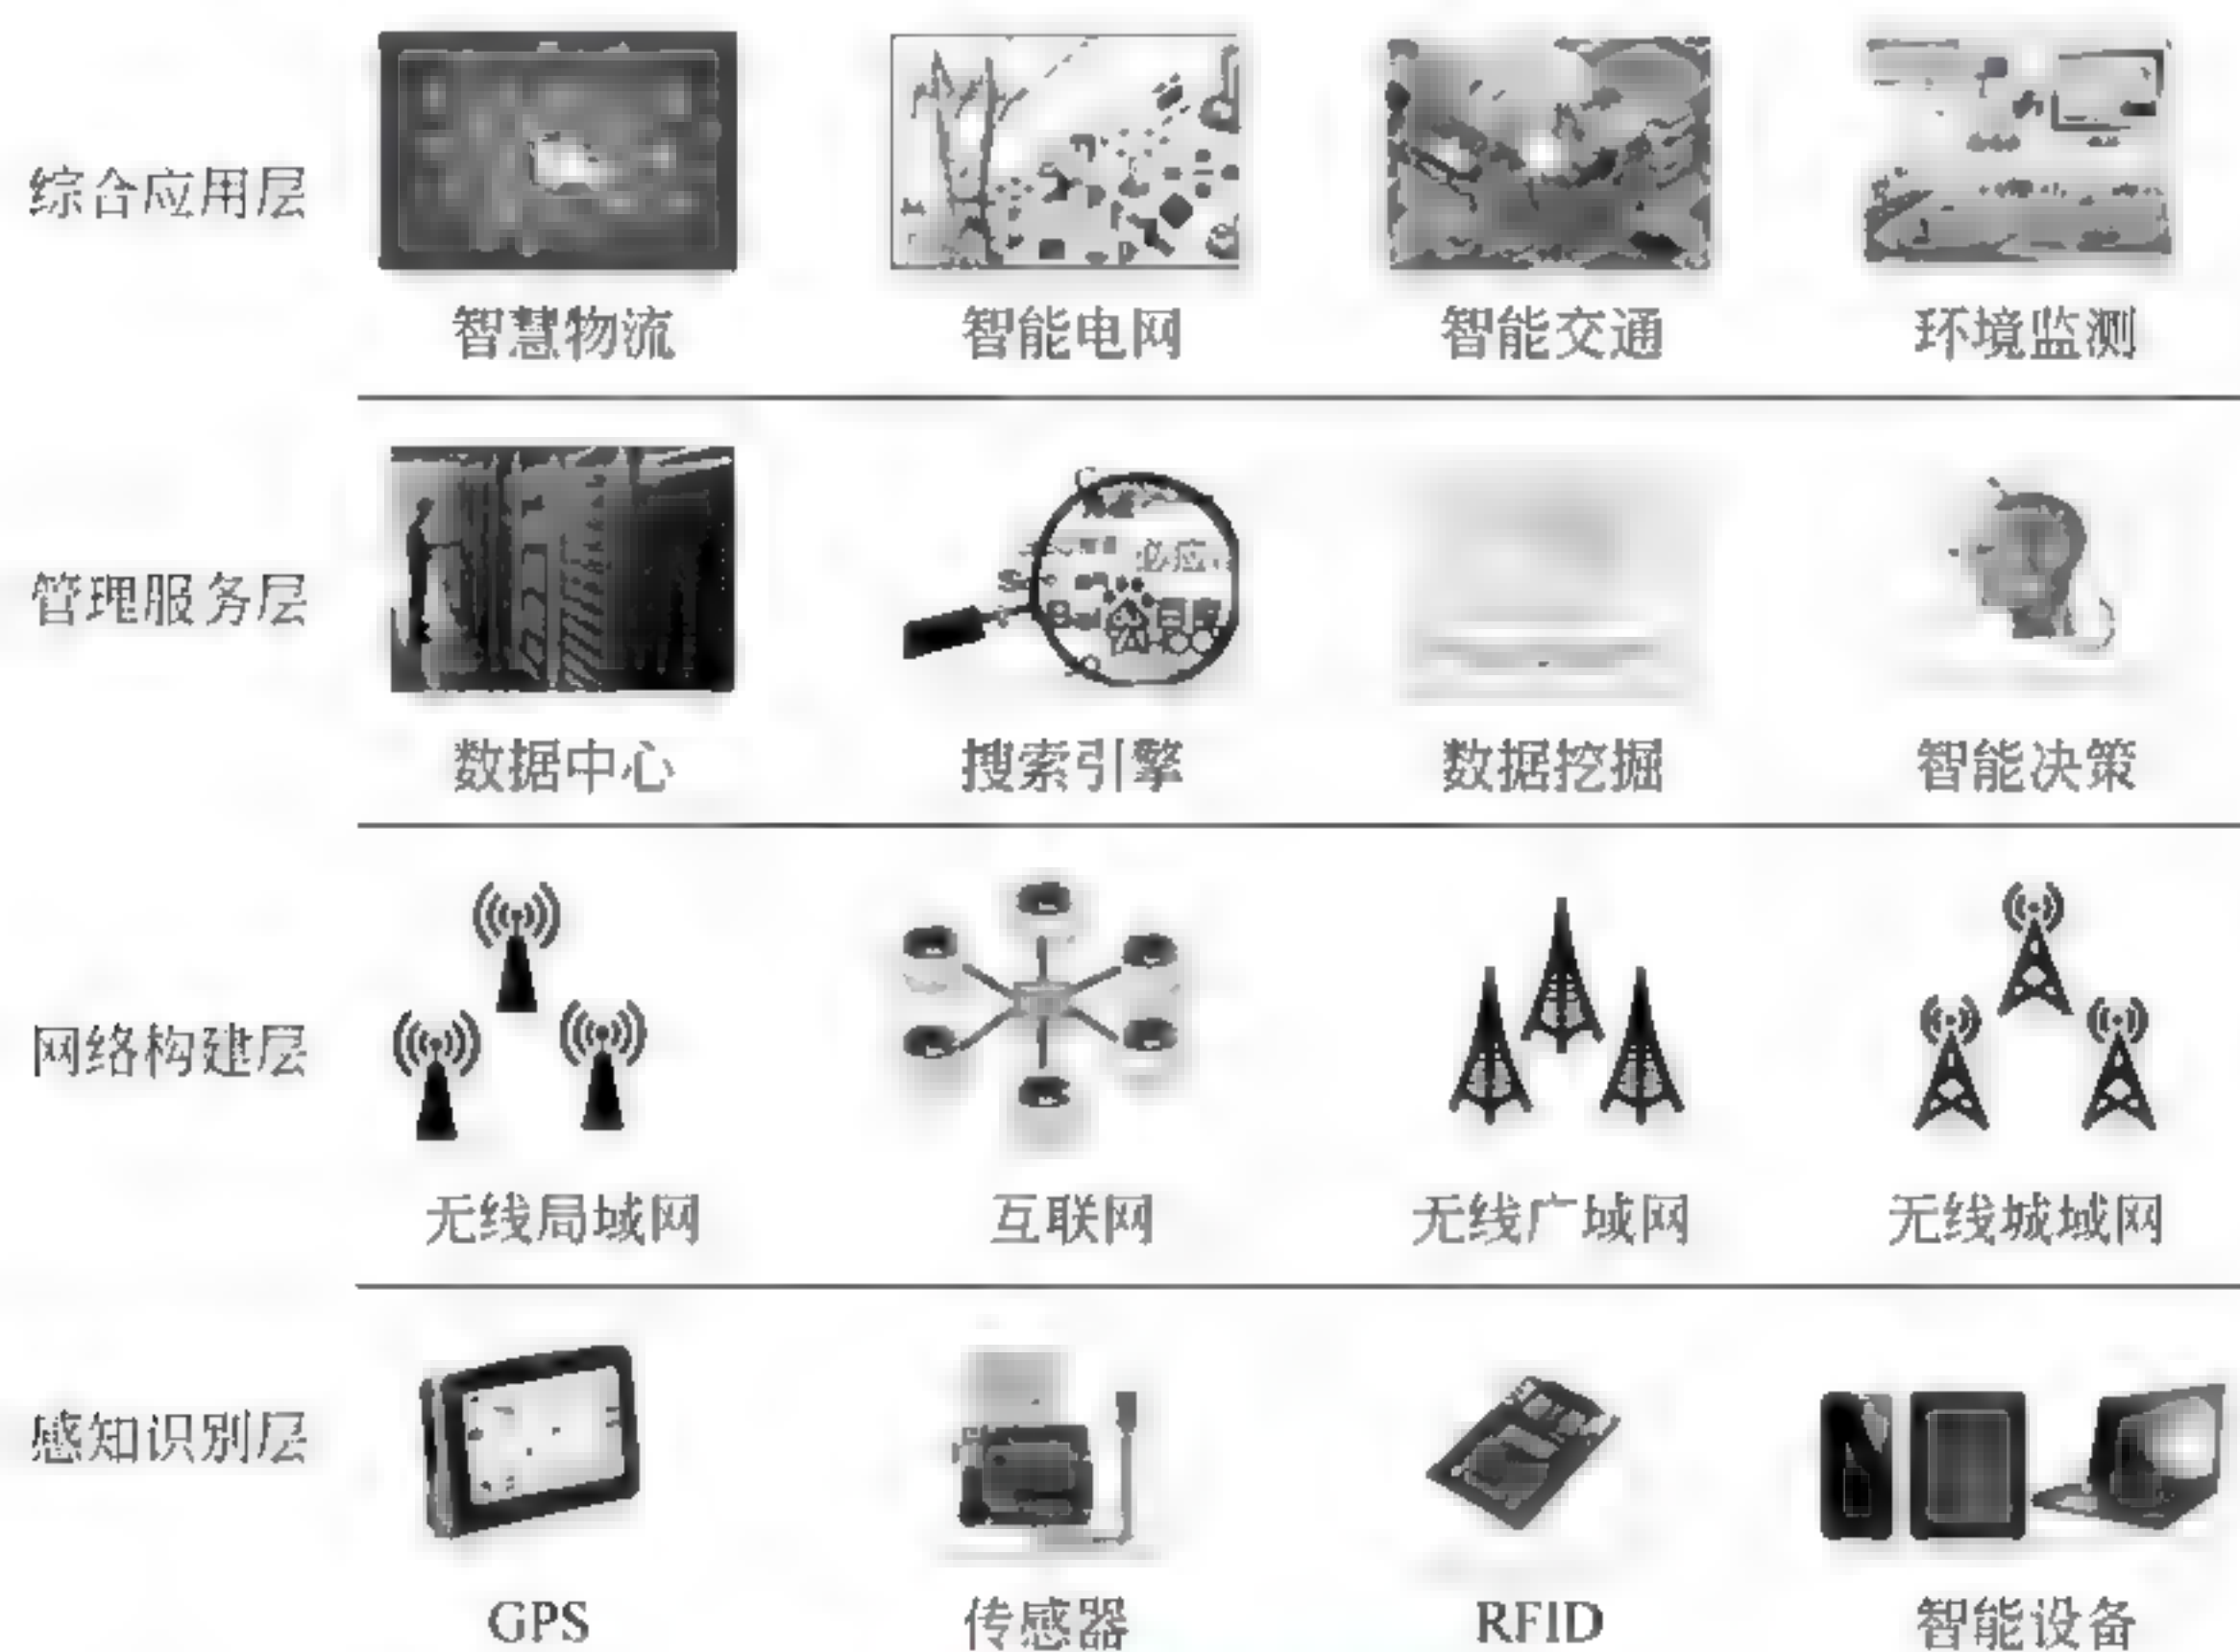 综合应用层
智慧物流 智能电网 智能交通 环境监测
管理服务层
必应
YAHOO
数据中心 搜索引擎 数据挖掘 智能决策
网络构建层
无线局域网 互联网 无线广域网 无线城域网
感知识别层
GPS 传感器 RFID 智能设备